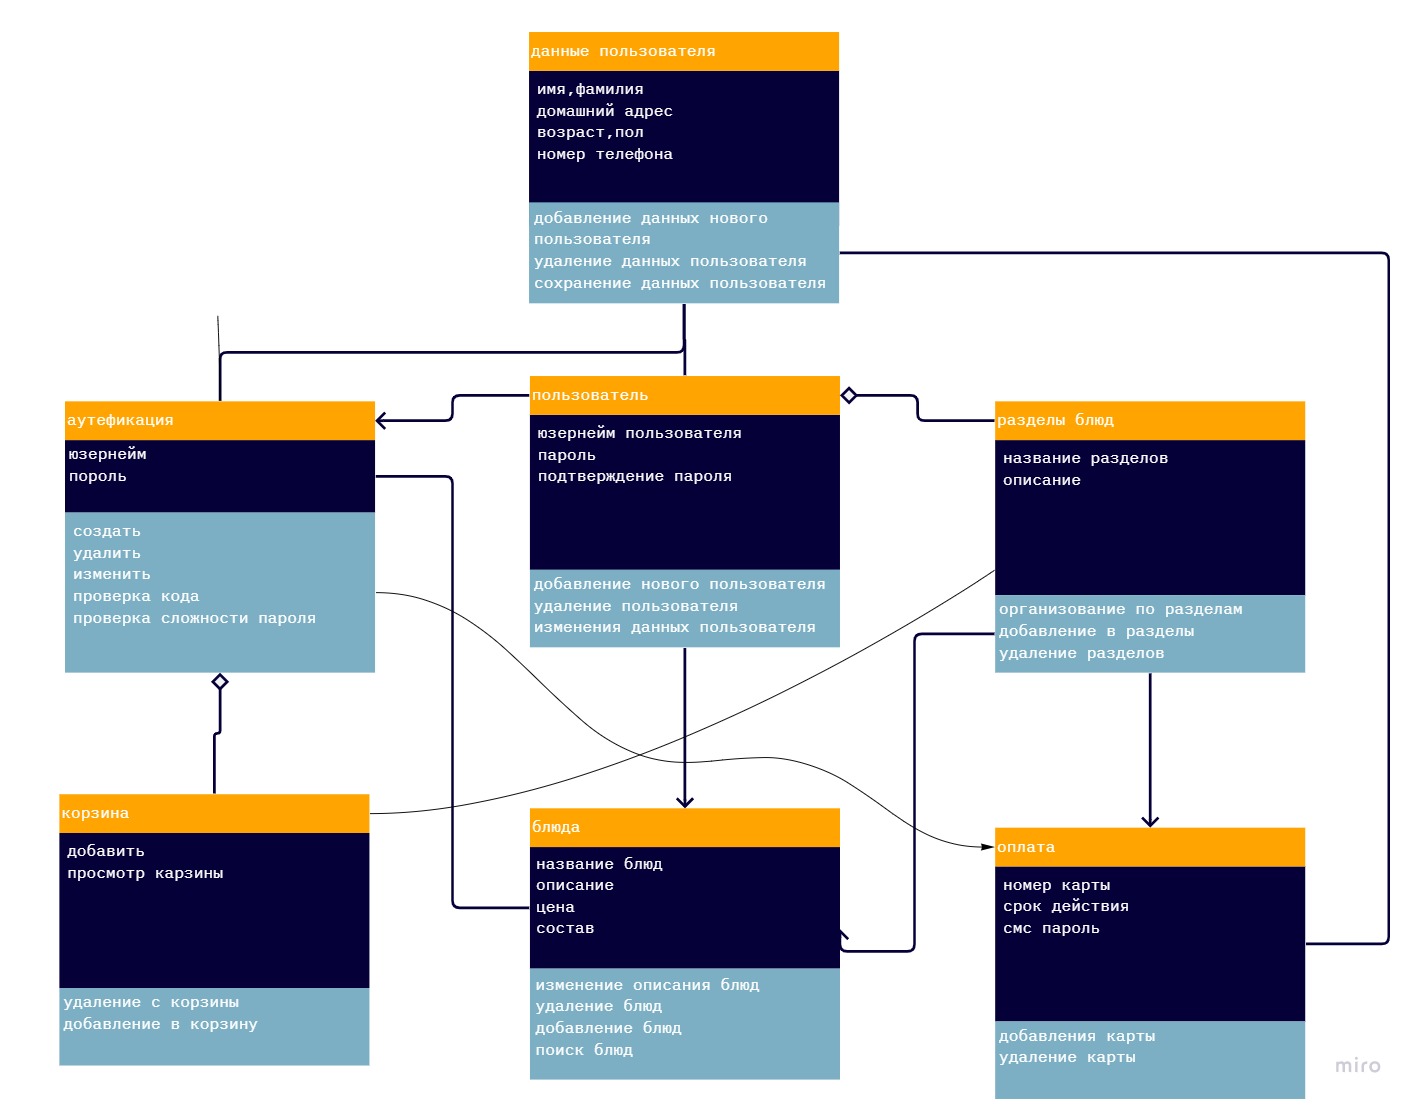 данные пользователя
имя,фамилия
домашний адрес
возраст,пол
номер телефона
добавление данных нового
пользователя
удаление данных пользователя
сохранение данных пользователя
аутефикация
юзернейм
пороль
создать
удалить
изменить
проверка кода
проверка сложности пароля
пользователь
юзернейм пользователя
пароль
подтверждение пароля
добавление нового пользователя
удаление пользователя
изменения данных пользователя
разделы блюд
название разделов
описание
организование по разделам
добавление в разделы
удаление разделов
корзина
добавить
просмотр карзины
удаление с корзины
добавление в корзину
блюда
название блюд
описание
цена
состав
изменение описания блюд
удаление блюд
добавление блюд
поиск блюд
оплата
номер карты
срок действия
смс пароль
добавления карты
удаление карты
miro